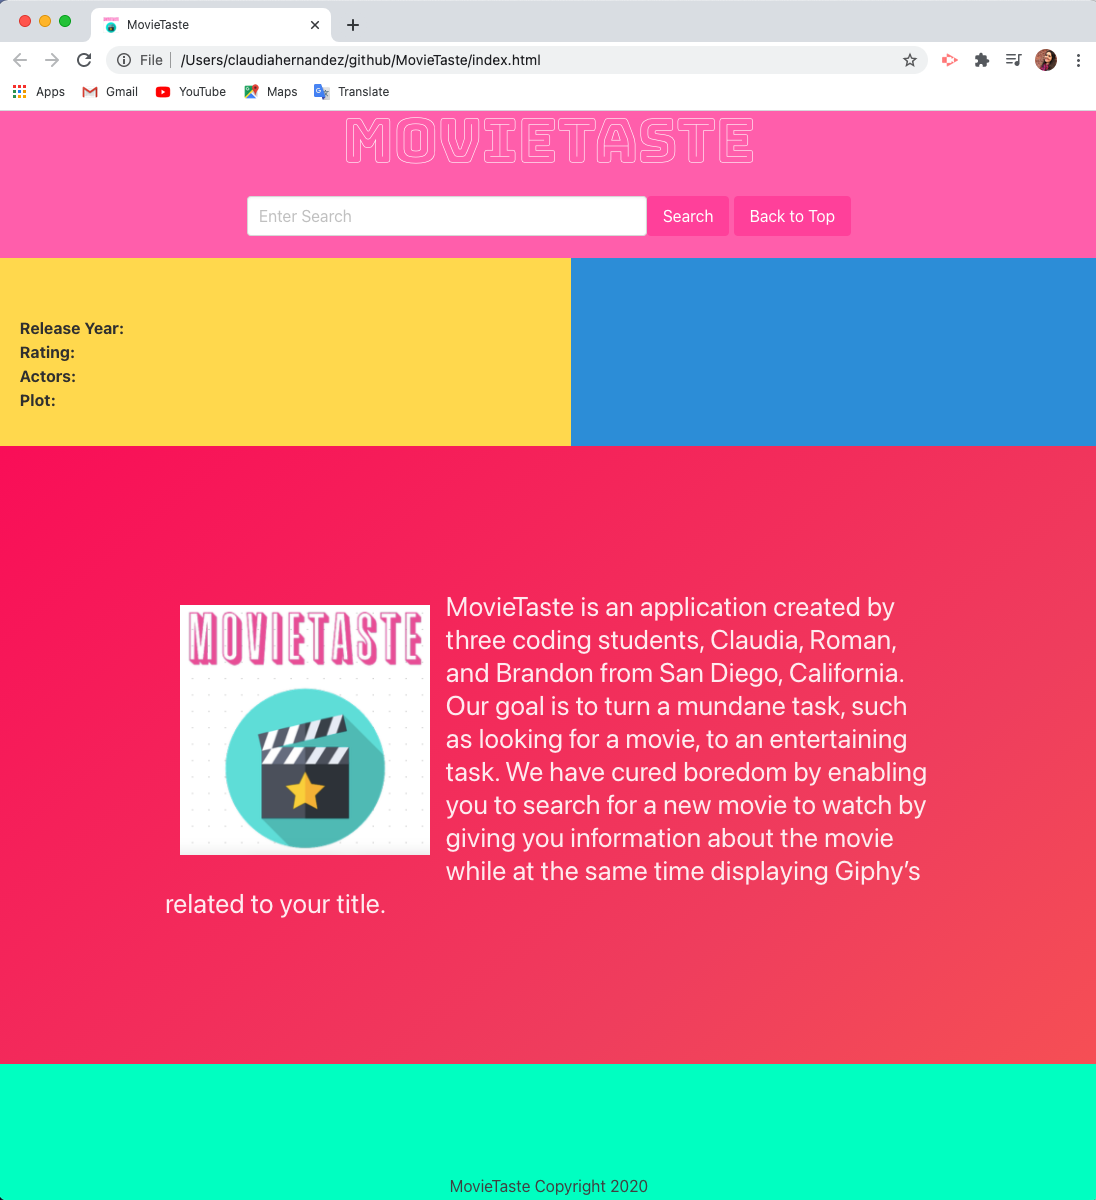 MovieTaste
File
/Users/claudiahernandez/github/MovieTaste/index.html
Apps
Gmail
YouTube
Maps
Translate
MOVIETASTE
Enter Search
Search
Back to Top
Release Year:
Rating:
Actors:
Plot:
MOVIETASTE
MovieTaste is an application created by
three coding students, Claudia, Roman,
and Brandon from San Diego, California.
Our goal is to turn a mundane task, such
as looking for a movie, to an entertaining
task. We have cured boredom by enabling
you to search for a new movie to watch by
giving you information about the movie
while at the same time displaying Giphy’s
related to your title.
MovieTaste Copyright 2020